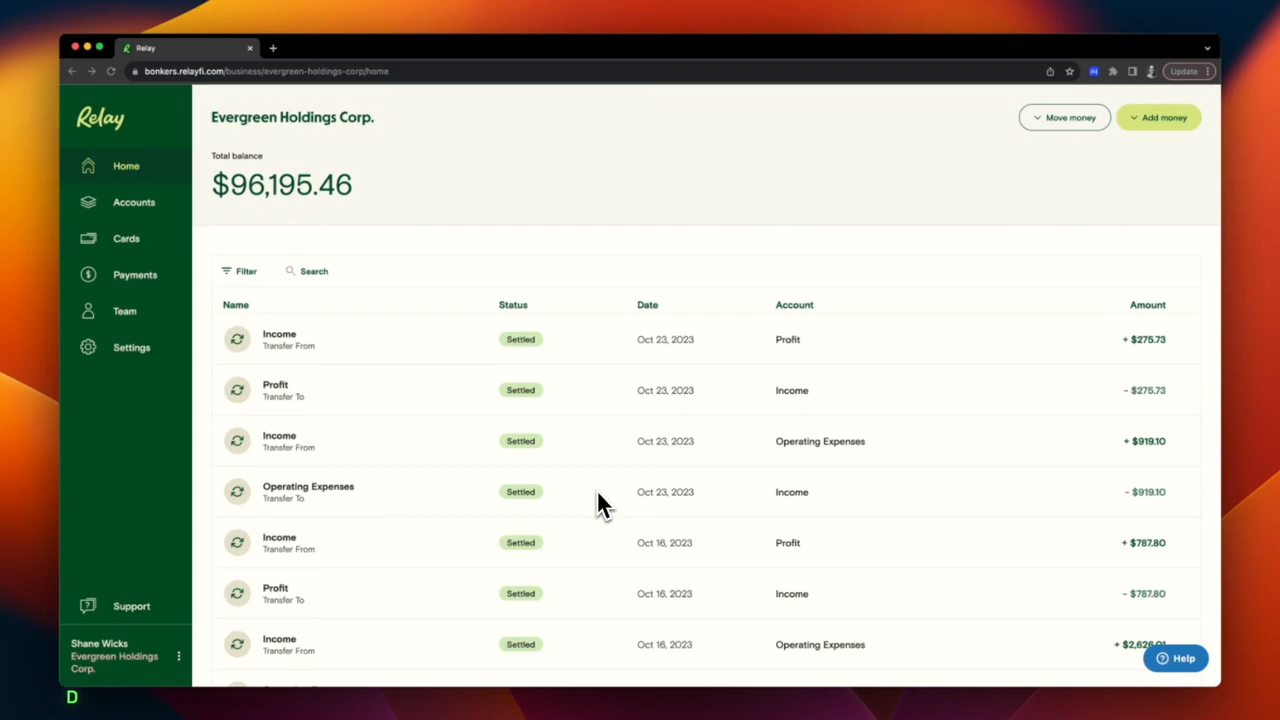 Relay
bonkers.relayfi.com/business/evergreen-holdings-corp/home
Update
Relay
Home
Accounts
Cards
Payments
Team
Settings
Support
Shane Wicks
Evergreen Holdings
Corp.
Evergreen Holdings Corp.
Move money
Add money
Total balance
$96,195.46
Filter
Search
Name Status Date Account Amount
Income
Transfer From
Settled Oct 23, 2023 Profit + $275.73
Profit
Transfer To
Settled Oct 23, 2023 Income - $275.73
Income
Transfer From
Settled Oct 23, 2023 Operating Expenses + $919.10
Operating Expenses
Transfer To
Settled Oct 23, 2023 Income - $919.10
Income
Transfer From
Settled Oct 16, 2023 Profit + $787.80
Profit
Transfer To
Settled Oct 16, 2023 Income - $787.80
Income
Transfer From
Settled Oct 16, 2023 Operating Expenses
Help
D